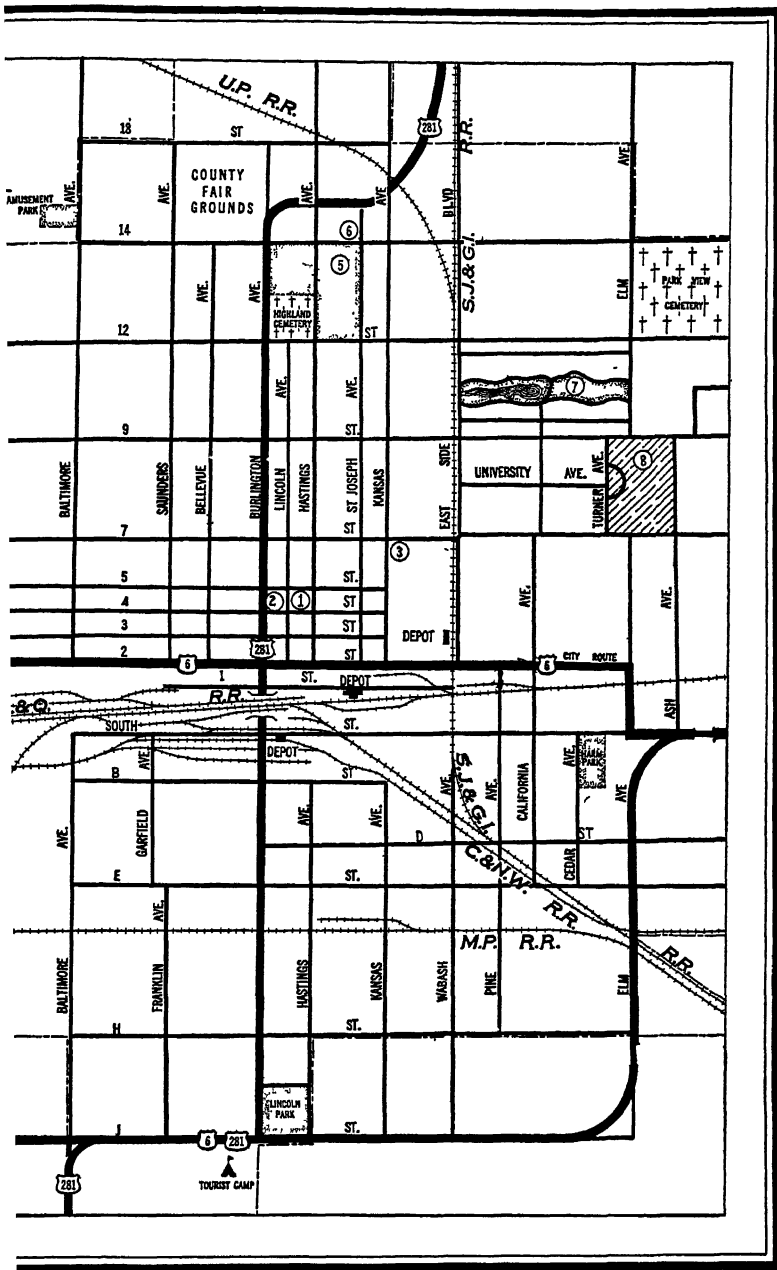 U.P. R.R.
13
ST
281
R.R.
COUNTY
FAIR
GROUNDS
AVE.
AVE.
AVE.
AVE
BLVD
AVE.
AMUSEMENT
PARK
14
6
S.J.&G.I.
5
AVE.
AVE.
ELM
PARK VIEW
CEMETERY
HIGHLAND
CEMETERY
12
ST
AVE.
AVE.
7
9
ST.
BALTIMORE
SAUNDERS
BELLEVUE
BURLINGTON
LINCOLN
HASTINGS
ST JOSEPH
KANSAS
EAST SIDE
UNIVERSITY AVE.
TURNER AVE.
8
7
ST
3
5
ST.
4
2
1
ST
AVE.
AVE.
3
ST
DEPOT
2
281
ST
6
6
CITY ROUTE
1
ST.
DEPOT
R.R.
& Q.
SOUTH
ST.
ASH
DEPOT
AVE.
B
ST
S.J.&G.I.
AVE.
AVE.
CALIFORNIA
AVE.
PARK
AVE
AVE.
GARFIELD
AVE.
AVE.
D
ST
CEDAR
E
ST.
C.&N.W. R.R.
AVE.
M.P. R.R.
R.R.
BALTIMORE
FRANKLIN
HASTINGS
KANSAS
WABASH
PINE
ELM
H
ST.
LINCOLN
PARK
J
6
281
ST.
281
TOURIST CAMP